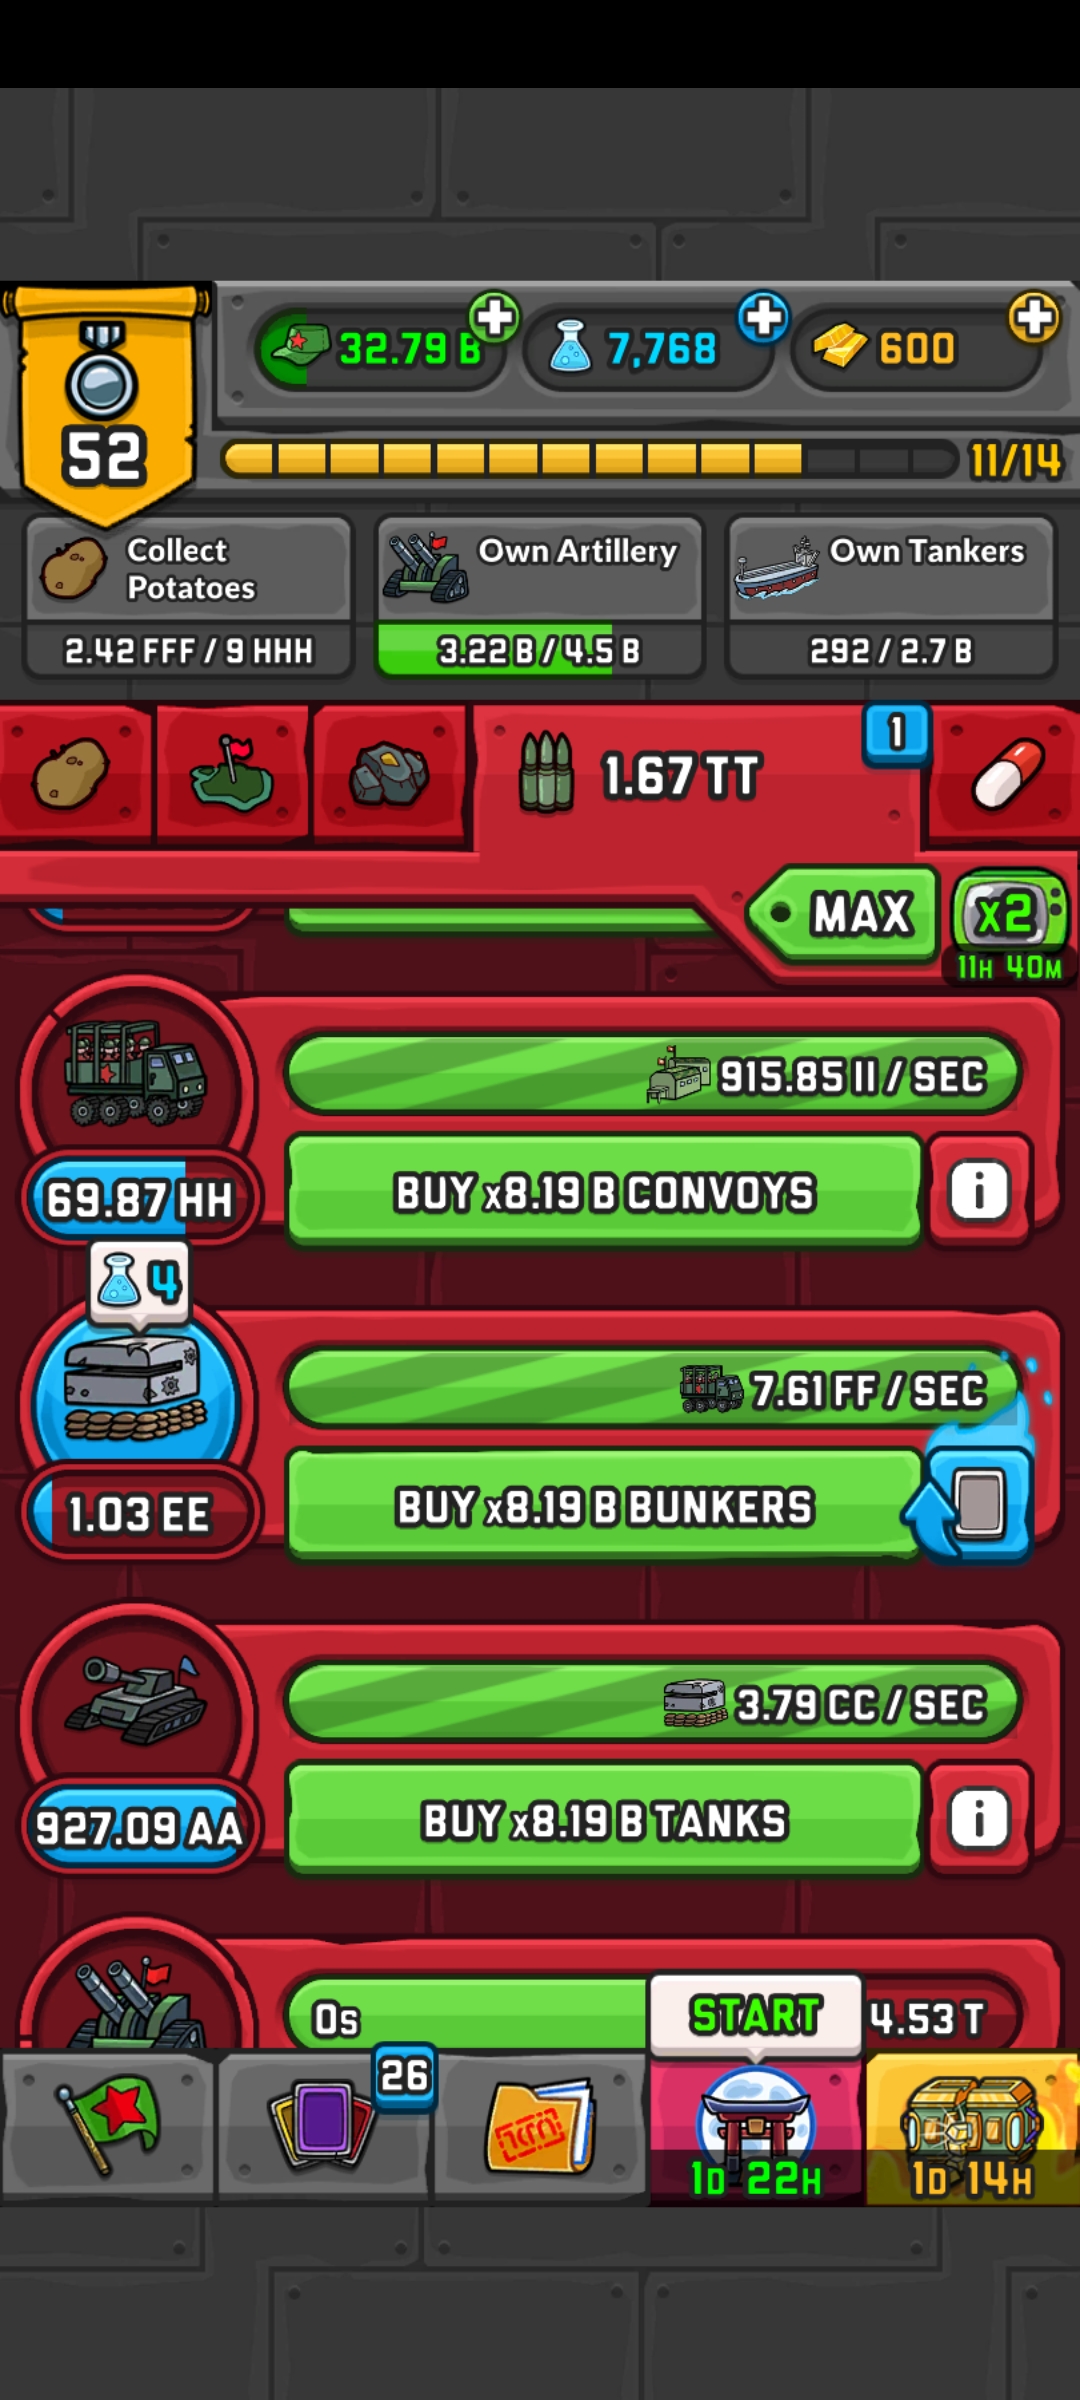 32.79 B
7,768
600
52
11/14
Collect
Potatoes
2.42 FFF / 9 HHH
Own Artillery
3.22 B / 4.5 B
Own Tankers
292 / 2.7 B
1.67 TT
1
MAX
x2
11H 40M
915.85 II / SEC
69.87 HH
BUY x8.19 B CONVOYS
4
7.61 FF / SEC
1.03 EE
BUY x8.19 B BUNKERS
3.79 CC / SEC
927.09 AA
BUY x8.19 B TANKS
0s
4.53 T
START
26
1D 22H
1D 14H